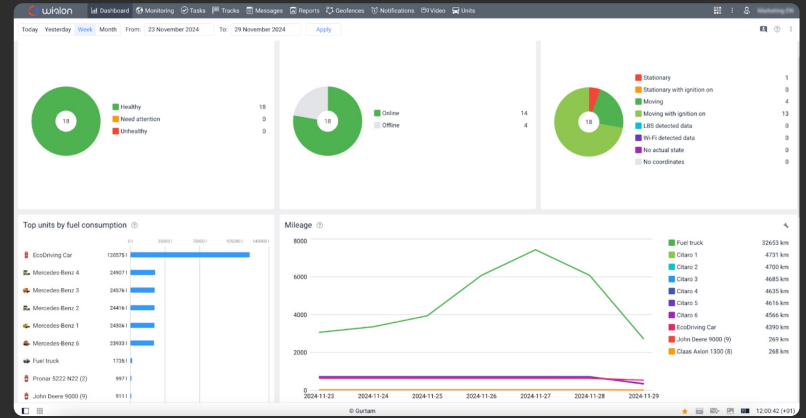 wialon Dashboard Monitoring Tasks Tracks Messages Reports Geofences Notifications Video Units
Today Yesterday Week Month From: 23 November 2024 To: 29 November 2024 Apply
18
Healthy 18
Need attention 0
Unhealthy 0
18
Online 14
Offline 4
18
Stationary 1
Stationary with ignition on 0
Moving 4
Moving with ignition on 13
LBS detected data 0
Wi-Fi detected data 0
No actual state 0
No coordinates 0
Top units by fuel consumption
EcoDriving Car
Mercedes-Benz 4 24907 l
Mercedes-Benz 3 24576 l
Mercedes-Benz 2 24416 l
Mercedes-Benz 1
Mercedes-Benz 6 23933 l
Fuel truck 1738 l
Pronar 5222 N22 (2) 997 l
John Deere 9000 (9) 911 l
Mileage
8000
6000
4000
2000
0
2024-11-23 2024-11-24 2024-11-25 2024-11-26 2024-11-27 2024-11-28 2024-11-29
Fuel truck 32653 km
Citaro 1 4731 km
Citaro 2 4700 km
Citaro 3 4685 km
Citaro 4 4635 km
Citaro 5 4616 km
Citaro 6 4566 km
EcoDriving Car 4390 km
John Deere 9000 (9) 269 km
Claas Axion 1300 (8) 268 km
© Gurtam
12:00:42 (+01)